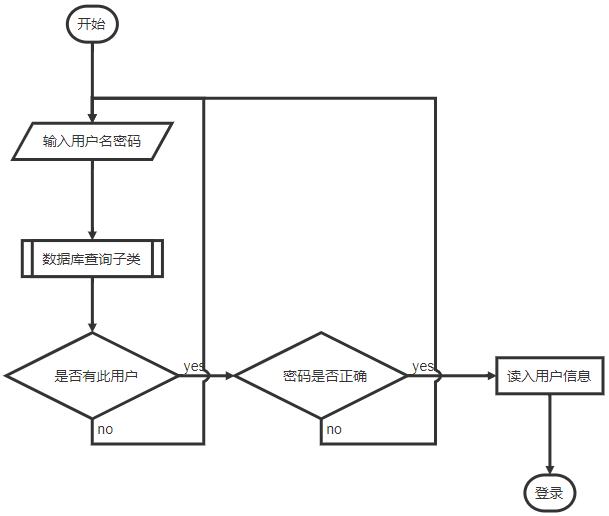 开始
输入用户名密码
数据库查询子类
是否有此用户
yes
no
密码是否正确
yes
no
读入用户信息
登录